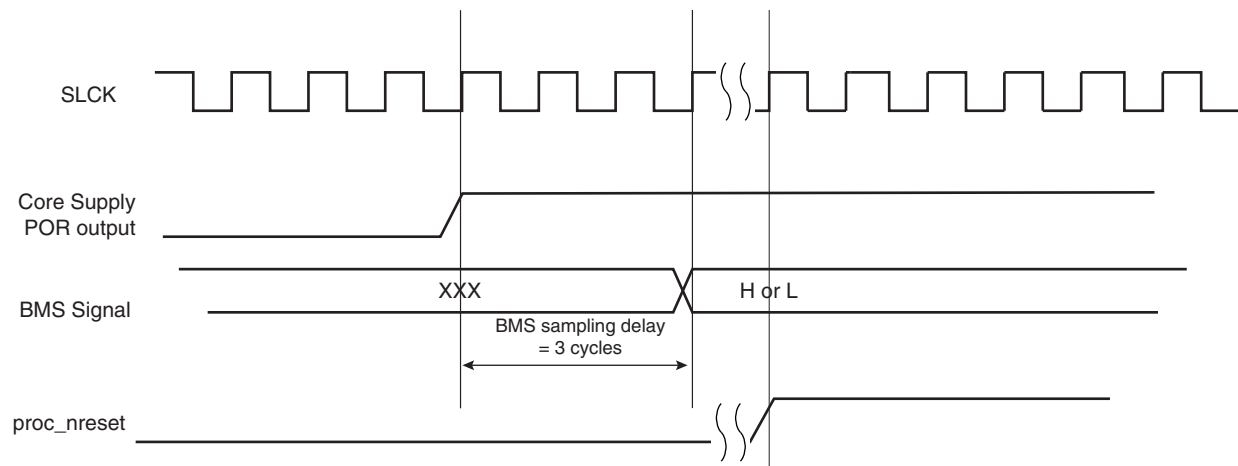 SLCK
Core Supply
POR output
BMS Signal
XXX
H or L
BMS sampling delay
= 3 cycles
proc_nreset